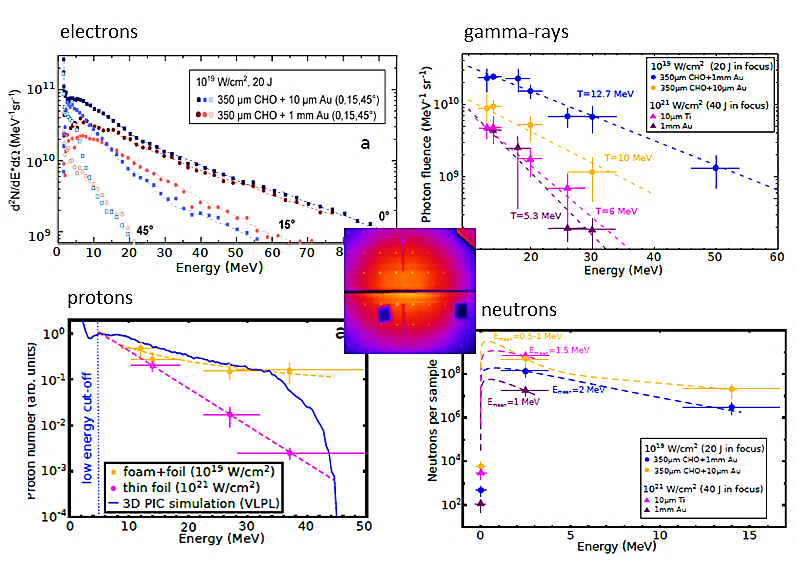 electrons
10¹⁹ W/cm², 20 J
350 µm CHO + 10 µm Au (0,15,45°)
350 µm CHO + 1 mm Au (0,15,45°)
a
45°
15°
0°
d²N/dE*dΩ (MeV⁻¹sr⁻¹)
10¹¹
10¹⁰
10⁹
0 10 20 30 40 50 60 70 80
Energy (MeV)
gamma-rays
10¹⁹ W/cm² (20 J in focus)
350µm CHO+1mm Au
350µm CHO+10µm Au
10²¹ W/cm² (40 J in focus)
10µm Ti
1mm Au
T=12.7 MeV
T=10 MeV
T=6 MeV
T=5.3 MeV
Photon fluence (MeV⁻¹ sr⁻¹)
10¹⁰
10⁹
20 30 40 50 60
Energy (MeV)
protons
a
low energy cut-off
foam+foil (10¹⁹ W/cm²)
thin foil (10²¹ W/cm²)
3D PIC simulation (VLPL)
Proton number (arb. units)
10⁰
10⁻¹
10⁻²
10⁻³
10⁻⁴
0 10 20 30 40 50
Energy (MeV)
neutrons
Eₘₑₐₙ=0.5-1 MeV
Eₘₑₐₙ=1.5 MeV
Eₘₑₐₙ=2 MeV
Eₘₑₐₙ=1 MeV
10¹⁹ W/cm² (20 J in focus)
350µm CHO+1mm Au
350µm CHO+10µm Au
10²¹ W/cm² (40 J in focus)
10µm Ti
1mm Au
Neutrons per sample
10⁸
10⁶
10⁴
10²
0 5 10 15
Energy (MeV)